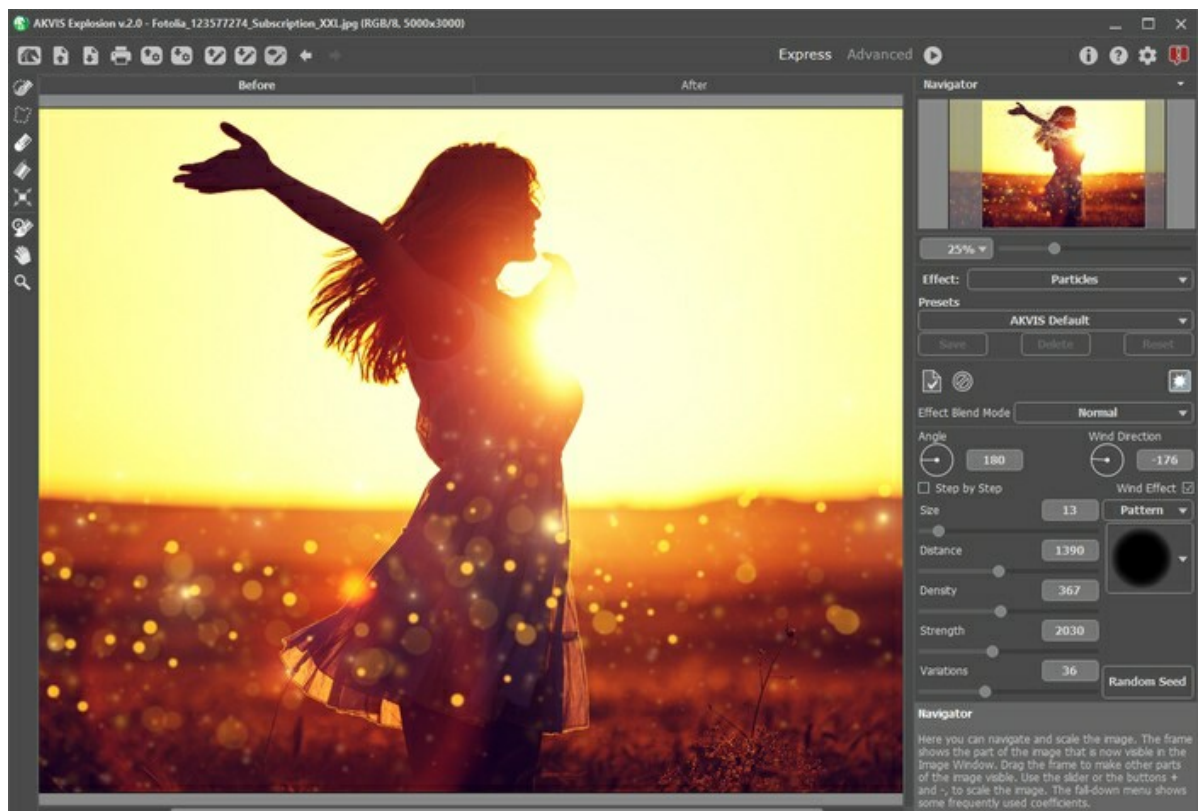 AKVIS Explosion v.2.0 - Fotolia_123577274_Subscription_XXL.jpg (RGB/8, 5000x3000)
Express Advanced
Before After
Navigator
25%
Effect: Particles
Presets
AKVIS Default
Save Delete Reset
Effect Blend Mode Normal
Angle Wind Direction
180 -176
Step by Step Wind Effect
Size 13 Pattern
Distance 1390
Density 367
Strength 2030
Variations 36
Random Seed
Navigator
Here you can navigate and scale the image. The frame
shows the part of the image that is now visible in the
Image Window. Drag the frame to make other parts
of the image visible. Use the slider or the buttons +
and -, to scale the image. The fall-down menu shows
some frequently used coefficients.